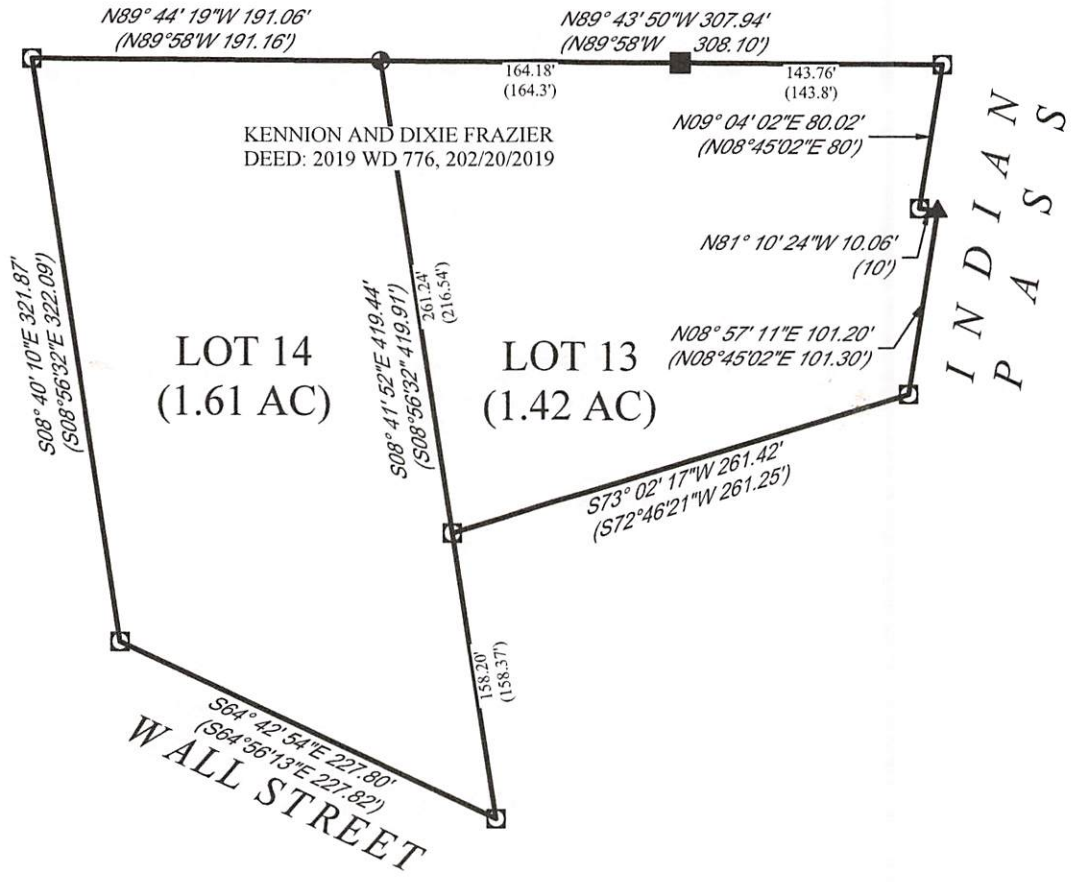 N89° 44' 19"W 191.06'
(N89°58'W 191.16')
N89° 43' 50"W 307.94'
(N89°58'W 308.10')
164.18'
(164.3')
143.76'
(143.8')
KENNION AND DIXIE FRAZIER
DEED: 2019 WD 776, 202/20/2019
N09° 04' 02"E 80.02'
(N08°45'02"E 80')
INDIAN
PASS
N81° 10' 24"W 10.06'
(10')
S08° 40' 10"E 321.87'
(S08°56'32"E 322.09')
261.24'
(216.54')
S08° 41' 52"E 419.44'
(S08°56'32"E 419.91')
LOT 14
(1.61 AC)
LOT 13
(1.42 AC)
N08° 57' 11"E 101.20'
(N08°45'02"E 101.30')
S73° 02' 17"W 261.42'
(S72°46'21"W 261.25')
158.20'
(158.37')
S64° 42' 54"E 227.80'
(S64°56'13"E 227.82')
WALL STREET